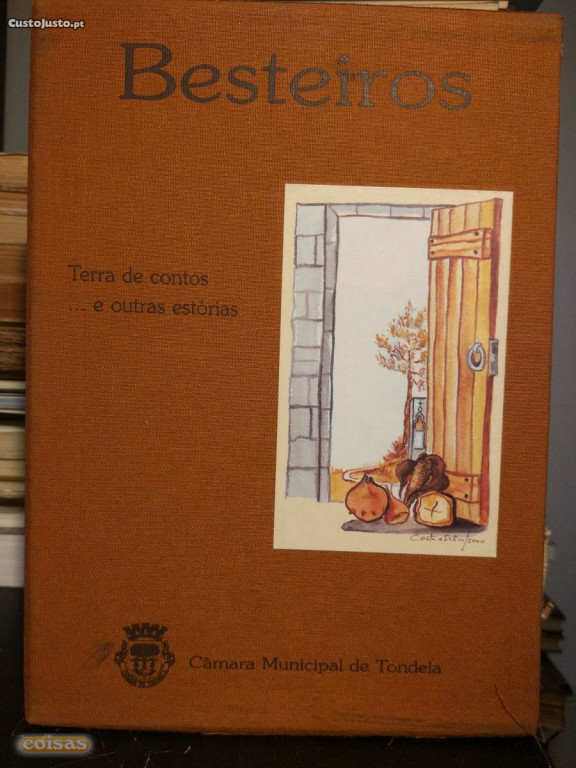 CustoJusto.pt
Besteiros
Terra de contos
... e outras estórias
Câmara Municipal de Tondela
coisas